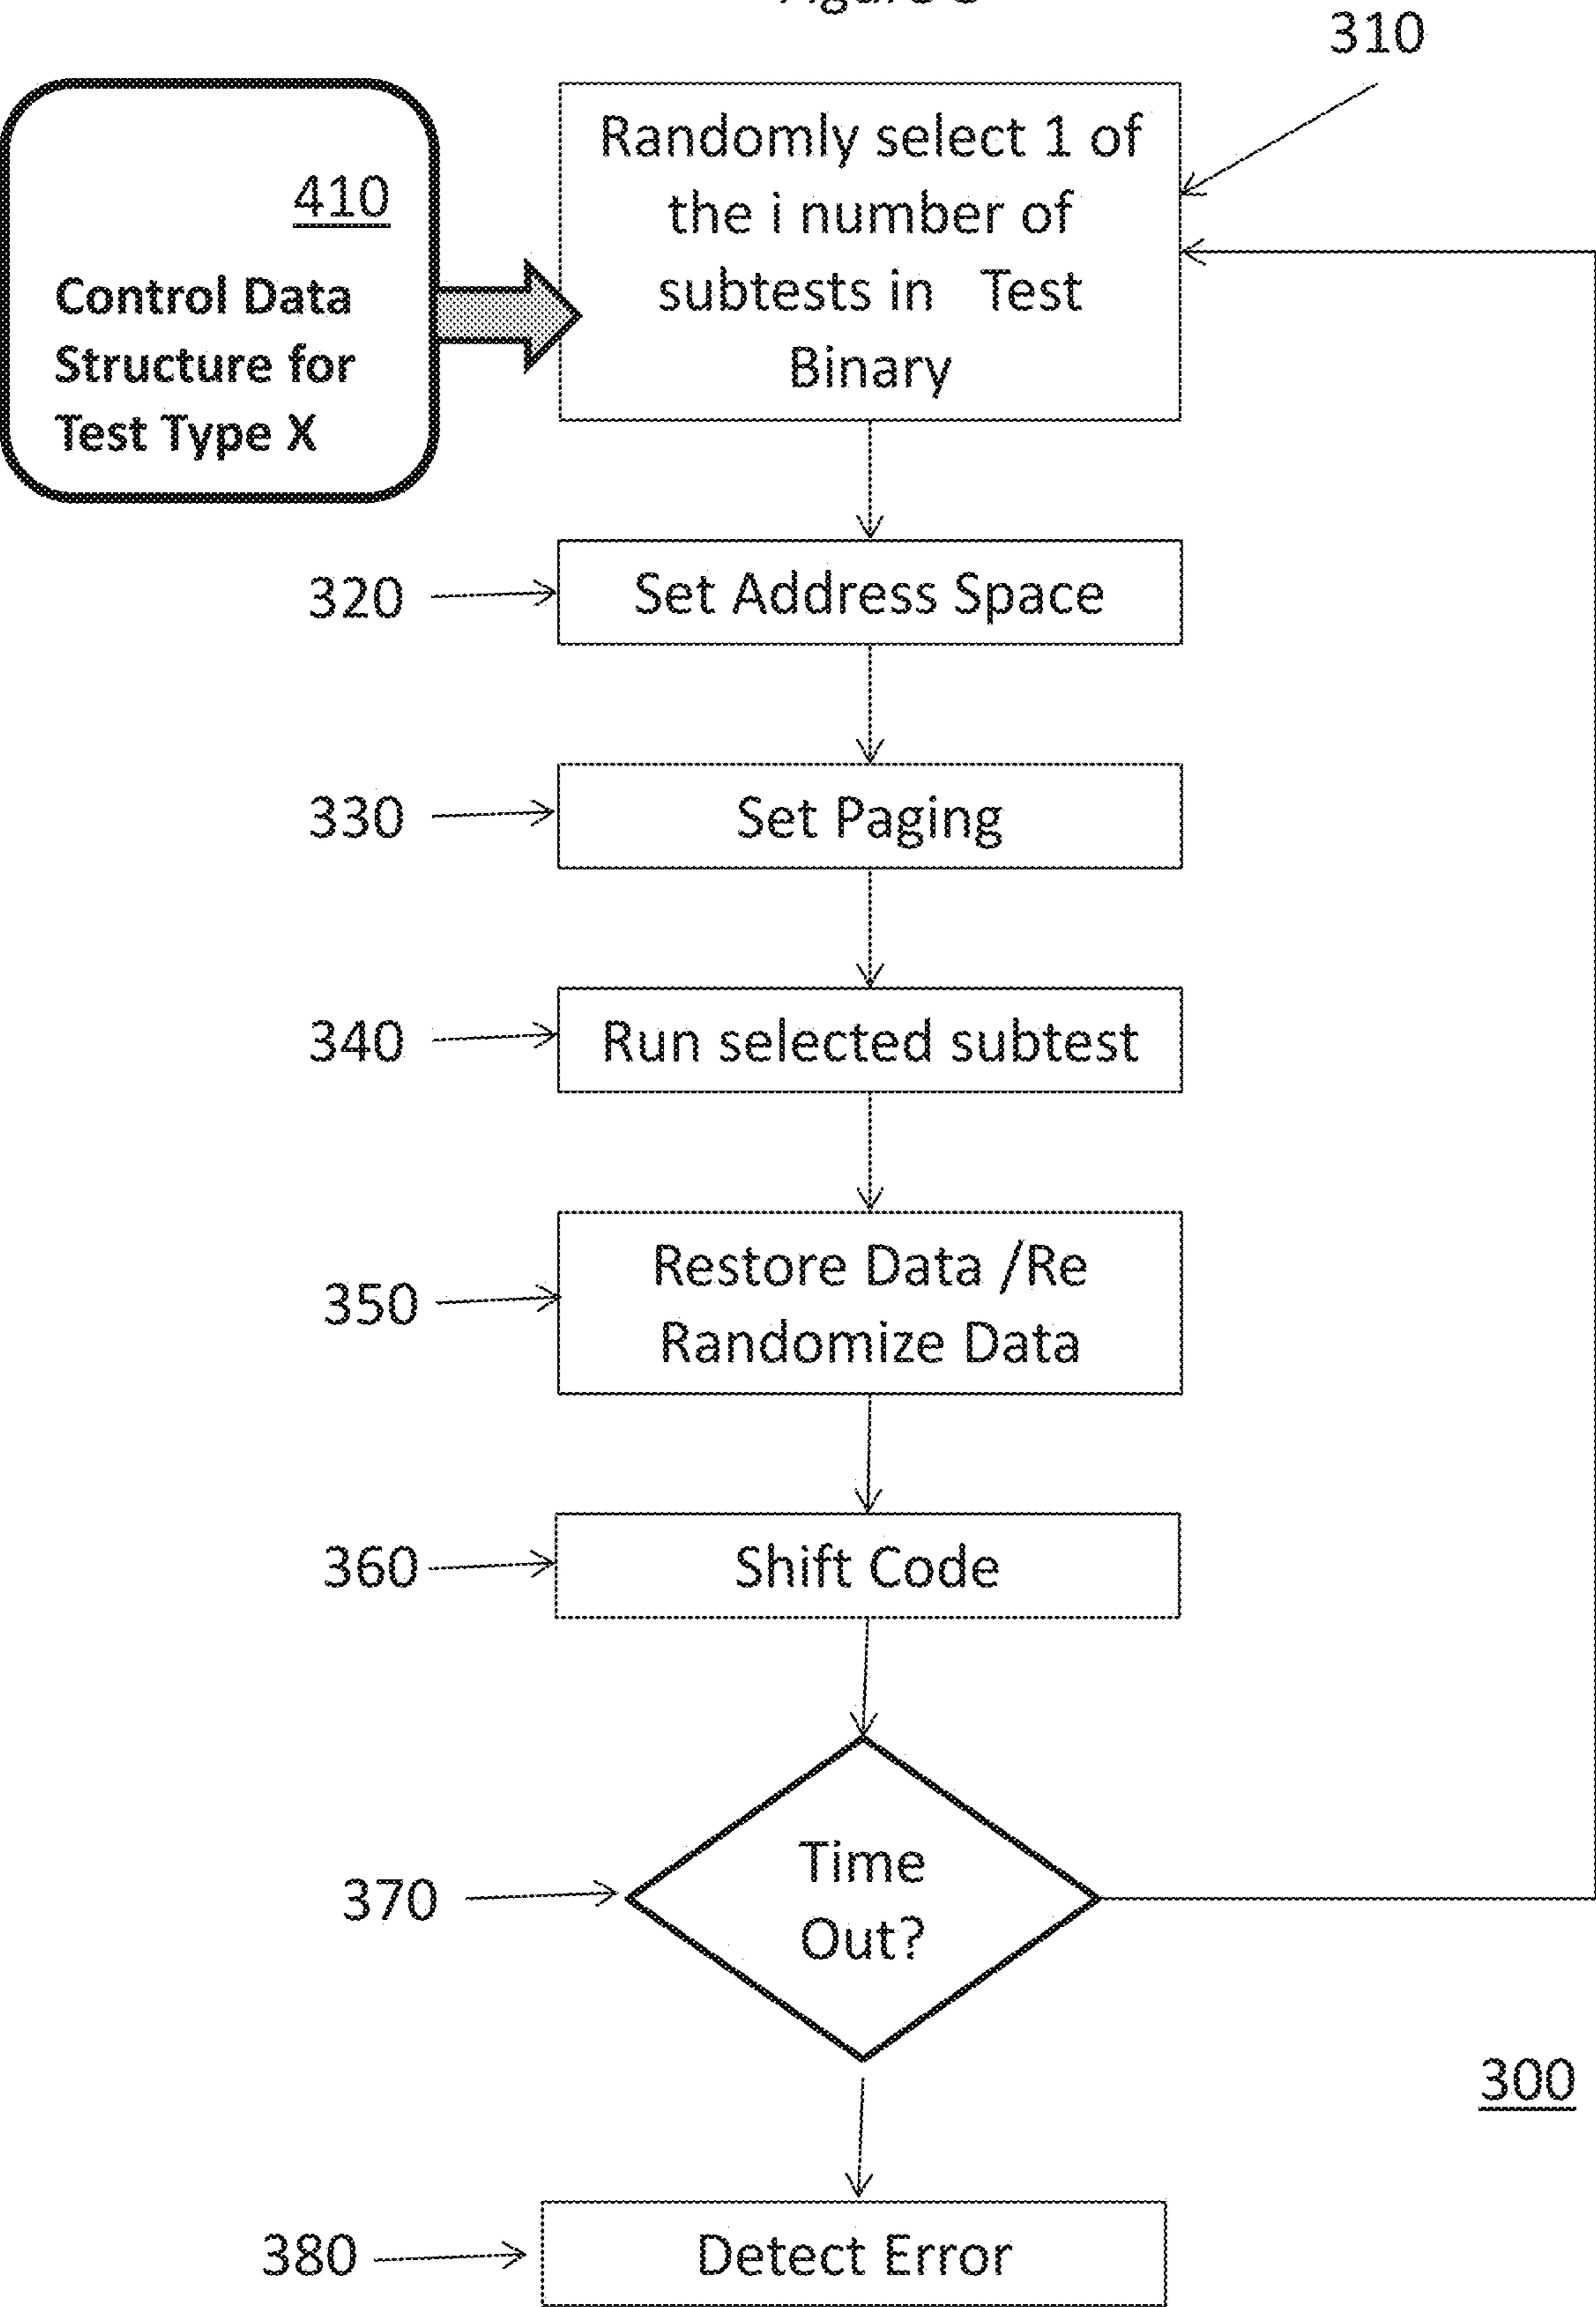 310
410
Control Data
Structure for
Test Type X
Randomly select 1 of
the i number of
subtests in Test
Binary
320
Set Address Space
330
Set Paging
340
Run selected subtest
350
Restore Data /Re
Randomize Data
360
Shift Code
370
Time
Out?
300
380
Detect Error